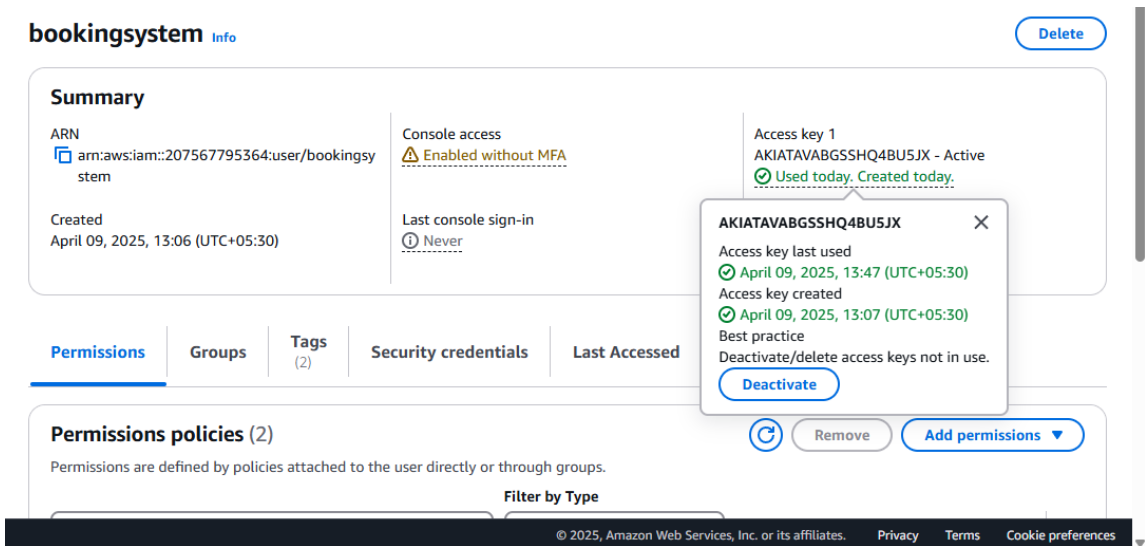 bookingsystem Info
Delete
Summary
ARN
arn:aws:iam::207567795364:user/bookingsy
stem
Created
April 09, 2025, 13:06 (UTC+05:30)
Console access
Enabled without MFA
Last console sign-in
Never
Access key 1
AKIATAVABGSSHQ4BU5JX - Active
Used today. Created today.
AKIATAVABGSSHQ4BU5JX
Access key last used
April 09, 2025, 13:47 (UTC+05:30)
Access key created
April 09, 2025, 13:07 (UTC+05:30)
Best practice
Deactivate/delete access keys not in use.
Deactivate
Permissions
Groups
Tags
(2)
Security credentials
Last Accessed
Permissions policies (2)
Remove
Add permissions
Permissions are defined by policies attached to the user directly or through groups.
Filter by Type
© 2025, Amazon Web Services, Inc. or its affiliates.
Privacy
Terms
Cookie preferences